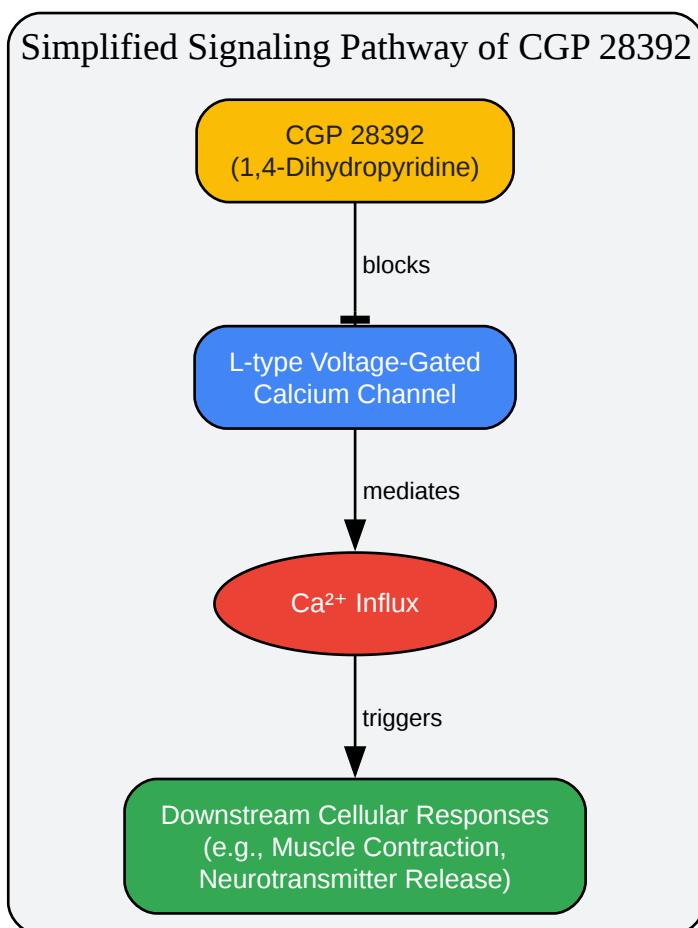 Simplified Signaling Pathway of CGP 28392
CGP 28392
(1,4-Dihydropyridine)
blocks
L-type Voltage-Gated
Calcium Channel
mediates
Ca²⁺ Influx
triggers
Downstream Cellular Responses
(e.g., Muscle Contraction,
Neurotransmitter Release)